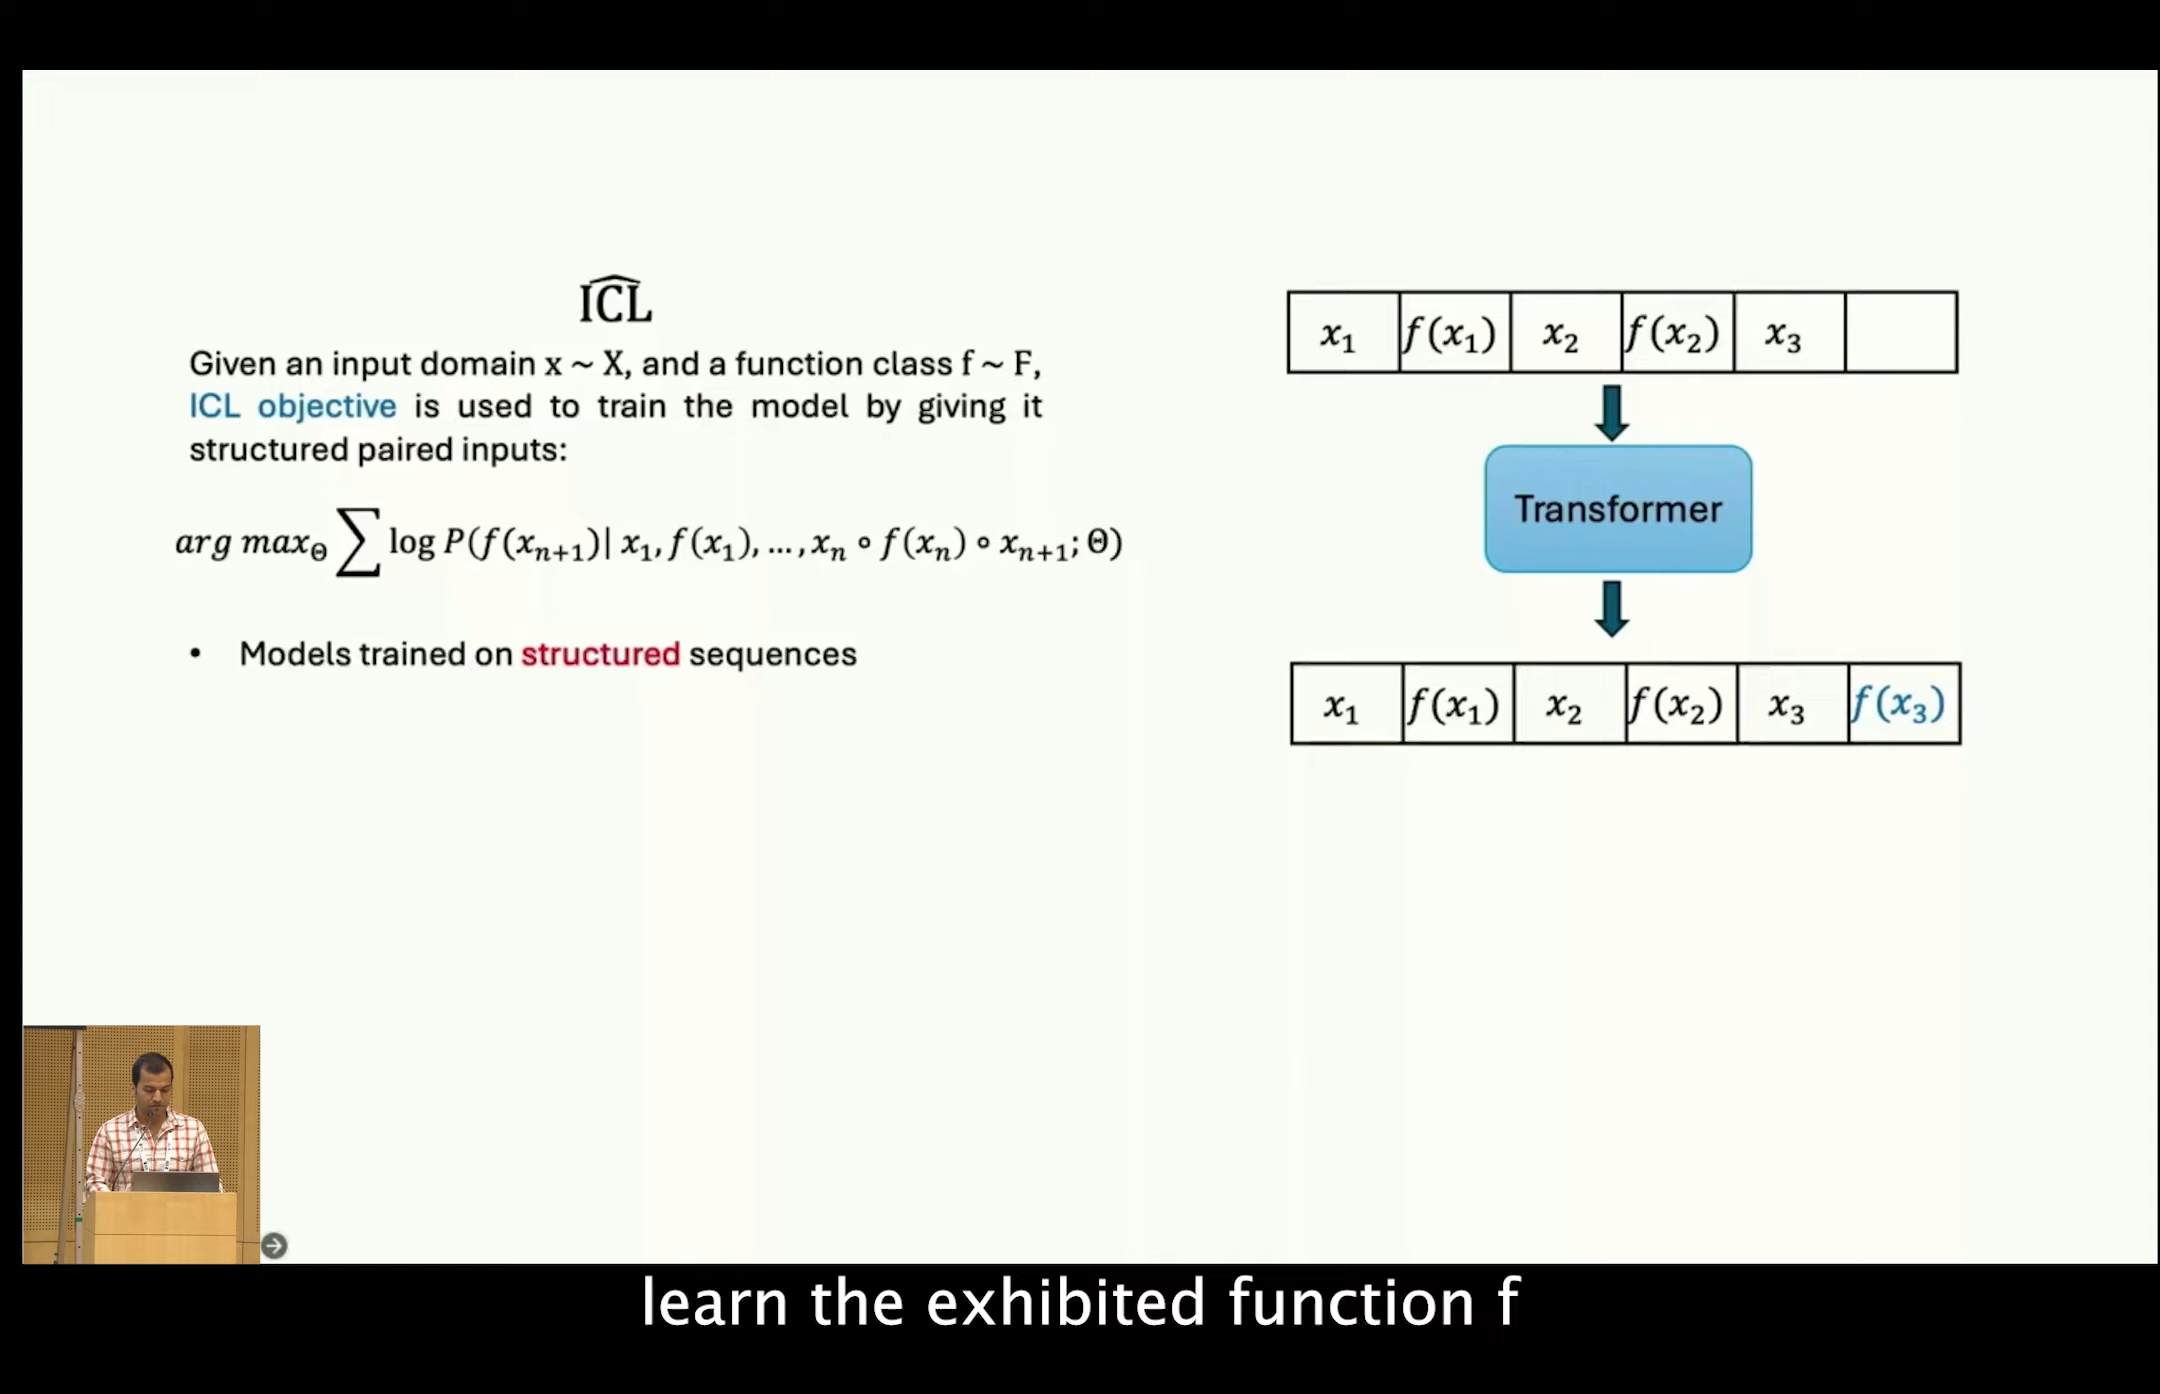 ICL
Given an input domain x ~ X, and a function class f ~ F,
ICL objective is used to train the model by giving it
structured paired inputs:
arg max_Θ ∑ log P(f(x_{n+1})| x_1, f(x_1), ..., x_n ∘ f(x_n) ∘ x_{n+1}; Θ)
• Models trained on structured sequences
x_1 f(x_1) x_2 f(x_2) x_3
Transformer
x_1 f(x_1) x_2 f(x_2) x_3 f(x_3)
learn the exhibited function f